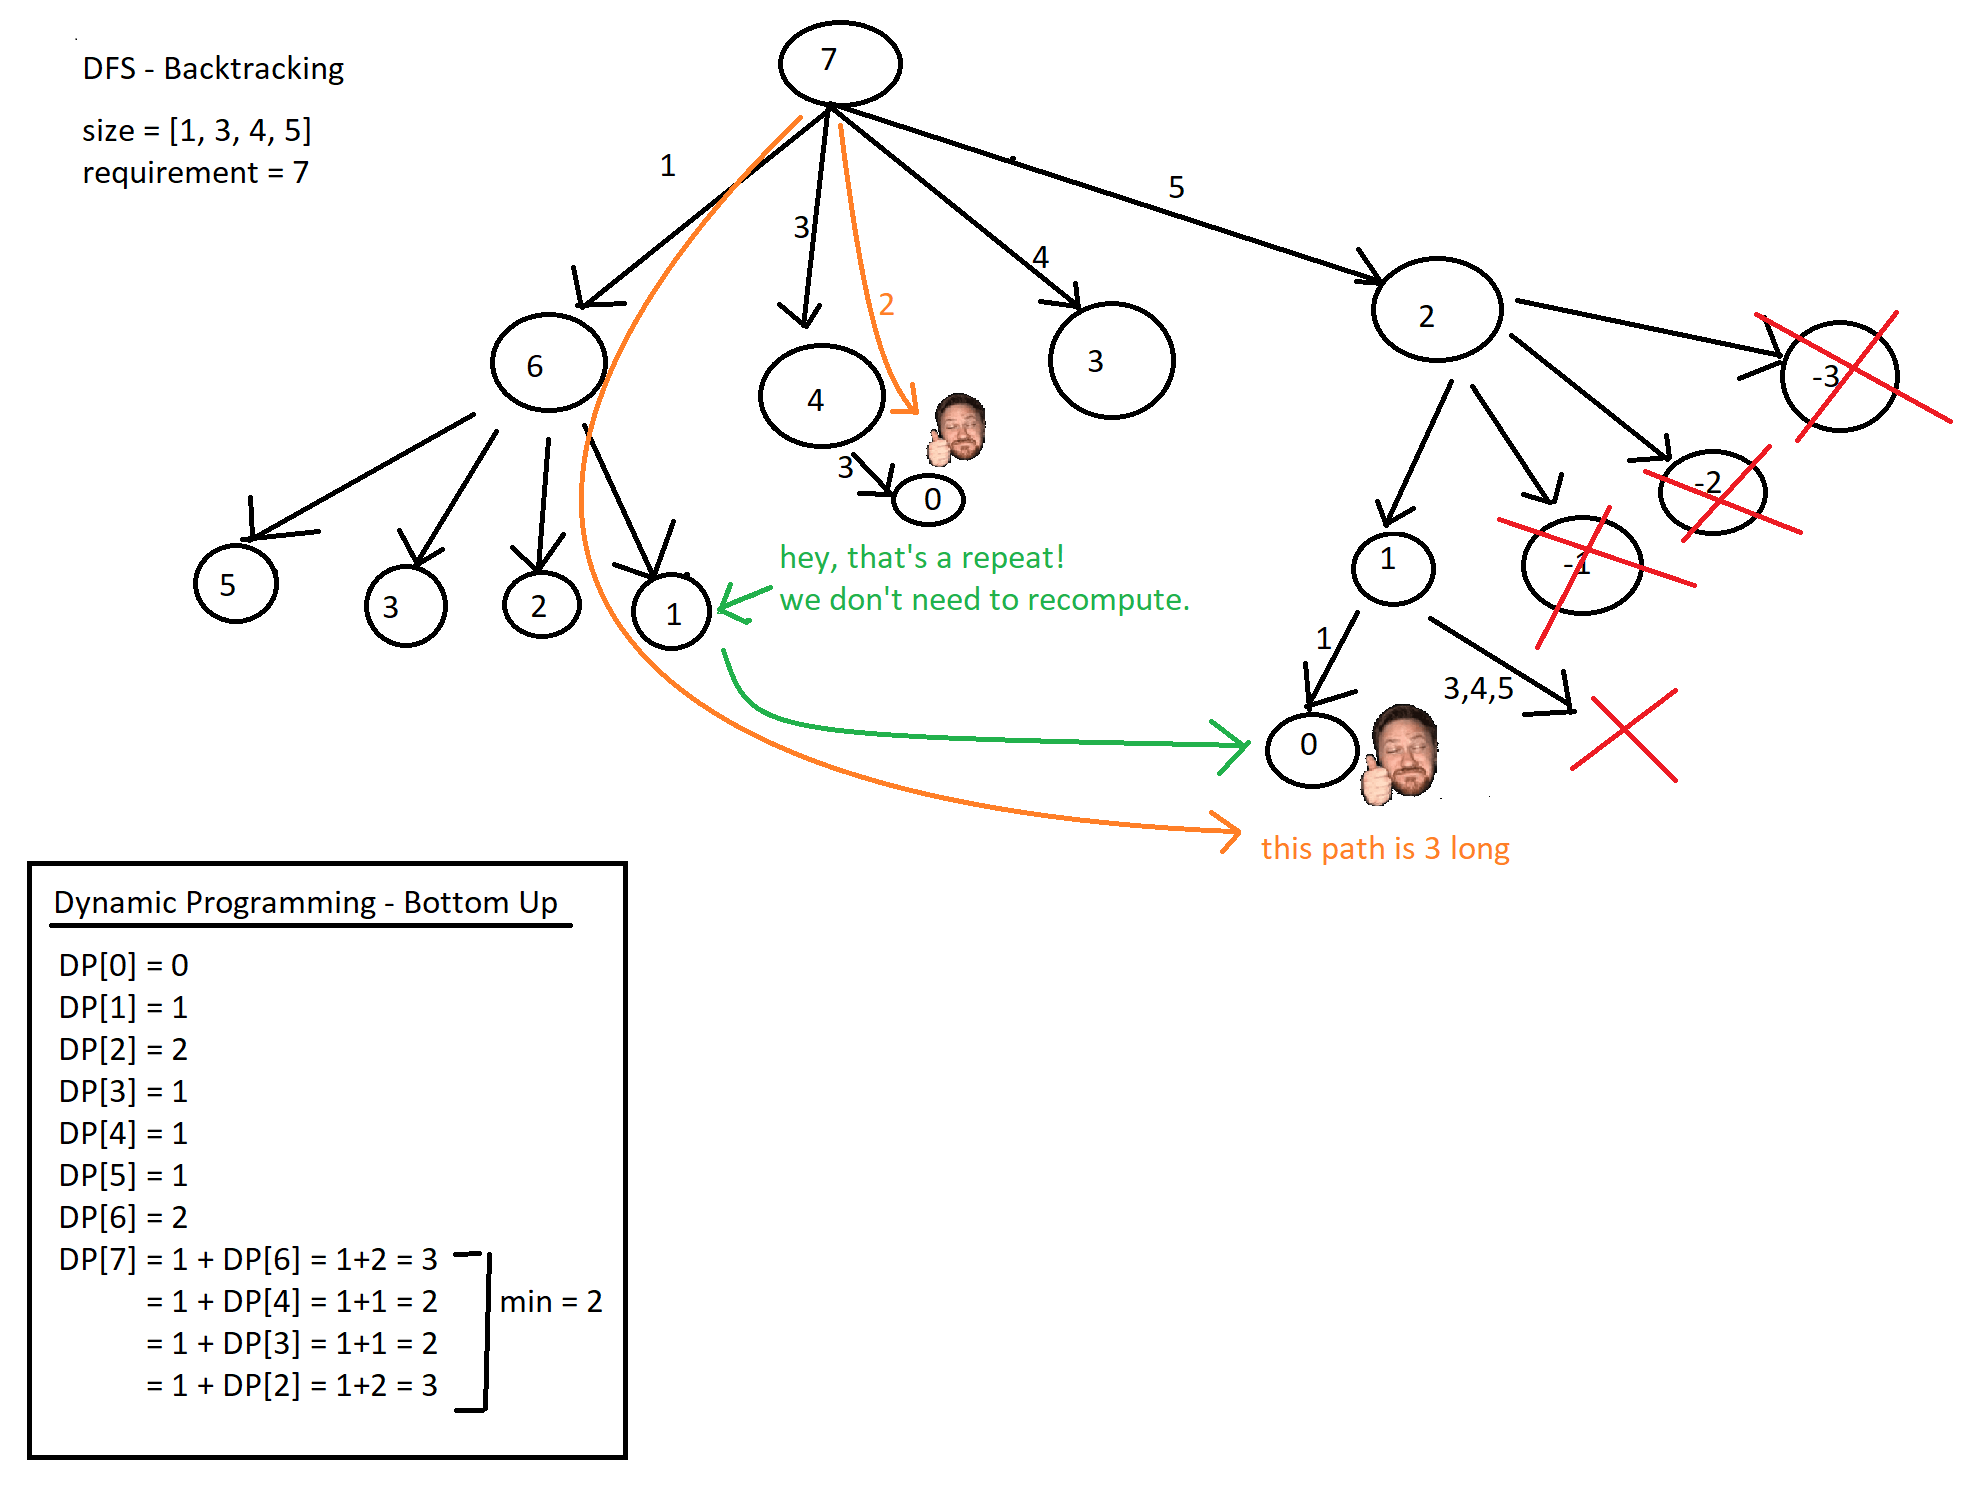 DFS - Backtracking
size = [1, 3, 4, 5]
requirement = 7
7
1
3
2
4
5
6
4
3
2
-3
3
0
5
3
2
1
hey, that's a repeat!
we don't need to recompute.
1
-1
-2
1
3,4,5
0
this path is 3 long
Dynamic Programming - Bottom Up
DP[0] = 0
DP[1] = 1
DP[2] = 2
DP[3] = 1
DP[4] = 1
DP[5] = 1
DP[6] = 2
DP[7] = 1 + DP[6] = 1+2 = 3
= 1 + DP[4] = 1+1 = 2
min = 2
= 1 + DP[3] = 1+1 = 2
= 1 + DP[2] = 1+2 = 3